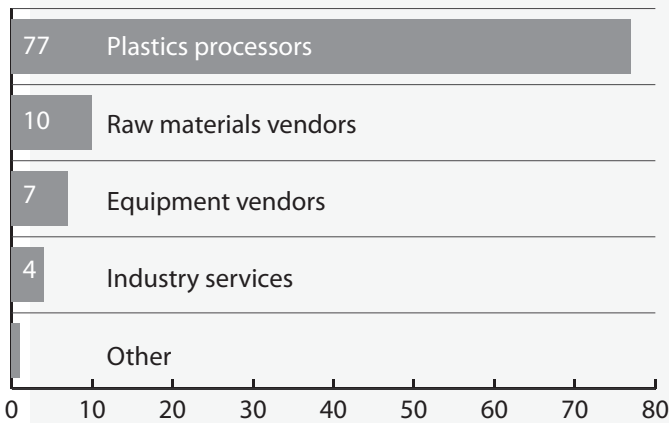 77 Plastics processors
10 Raw materials vendors
7 Equipment vendors
4 Industry services
Other
0 10 20 30 40 50 60 70 80